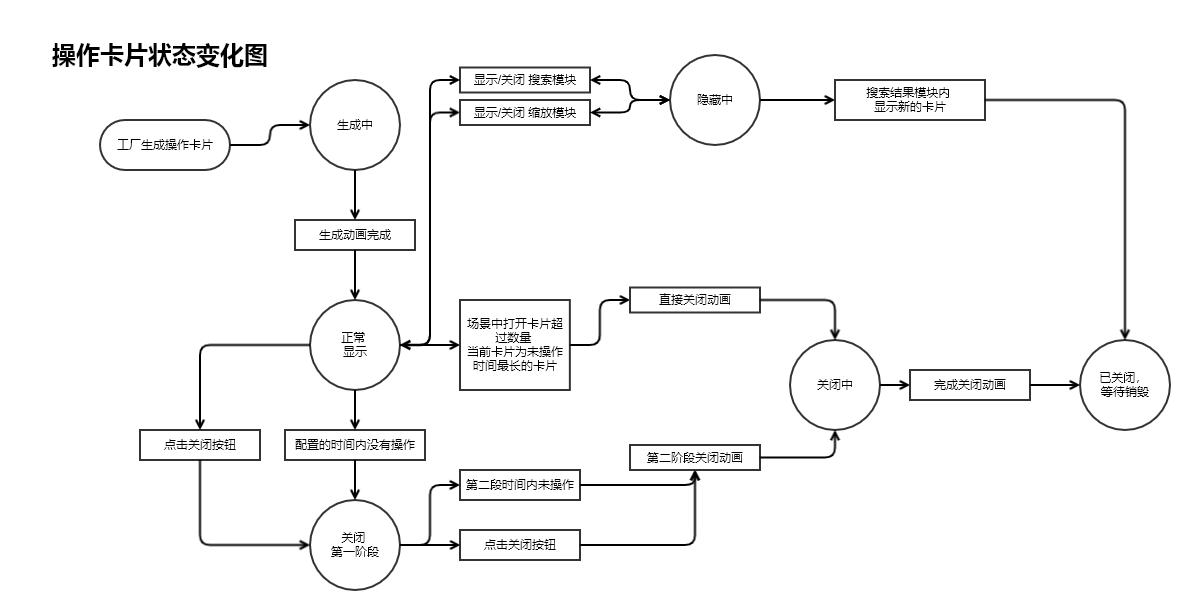 操作卡片状态变化图
工厂生成操作卡片
生成中
显示/关闭 搜索模块
显示/关闭 缩放模块
隐藏中
搜索结果模块内
显示新的卡片
生成动画完成
正常
显示
场景中打开卡片超
过数量
当前卡片为未操作
时间最长的卡片
直接关闭动画
关闭中
完成关闭动画
已关闭，
等待销毁
点击关闭按钮
配置的时间内没有操作
第二阶段关闭动画
第二段时间内未操作
关闭
第一阶段
点击关闭按钮